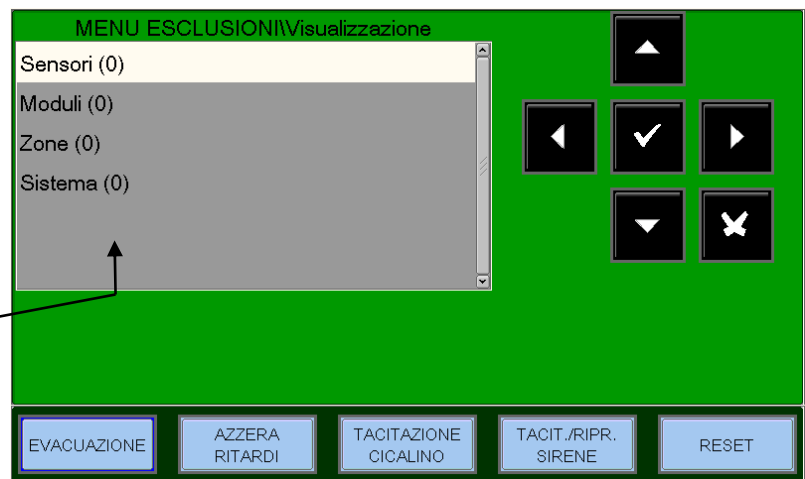 MENU ESCLUSIONI\Visualizzazione
Sensori (0)
Moduli (0)
Zone (0)
Sistema (0)
EVACUAZIONE
AZZERA
RITARDI
TACITAZIONE
CICALINO
TACIT./RIPR.
SIRENE
RESET